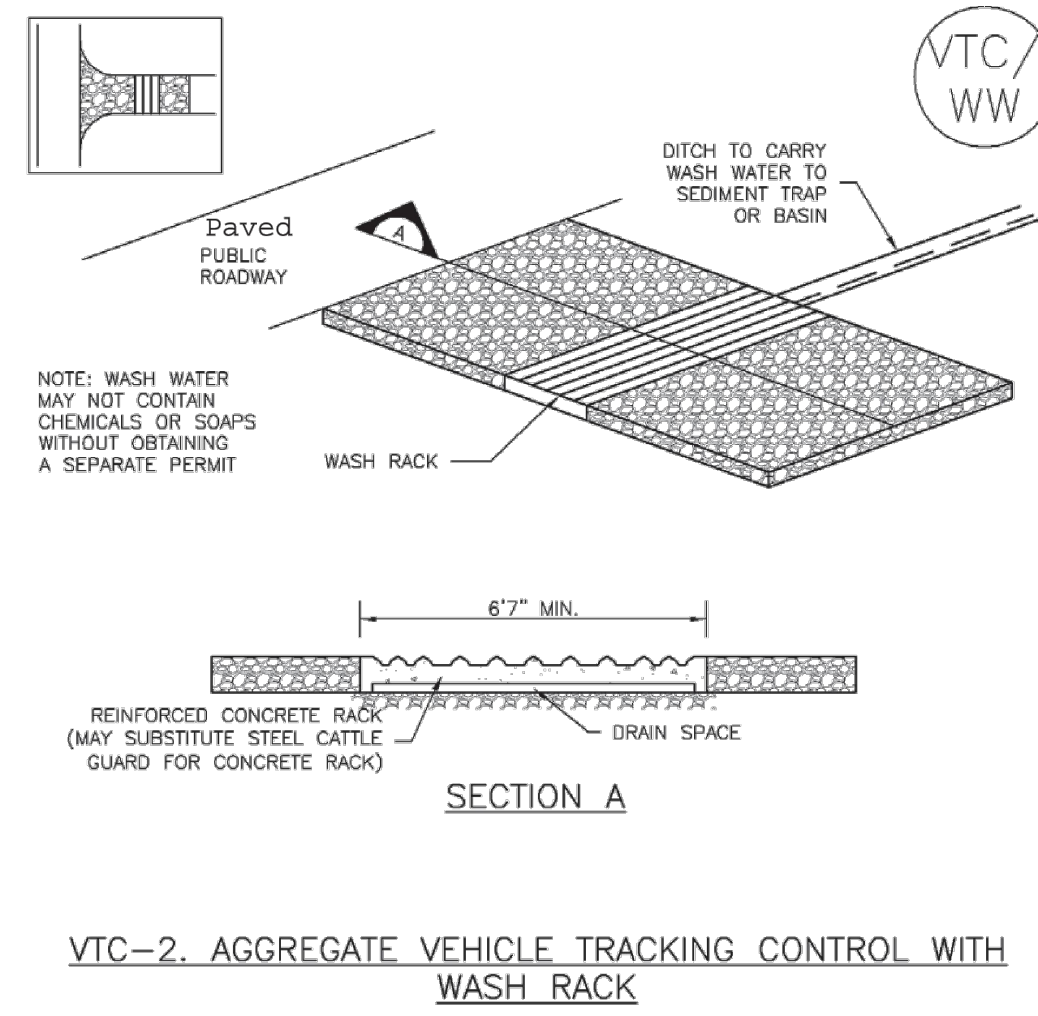 VTC/
WW
DITCH TO CARRY
WASH WATER TO
SEDIMENT TRAP
OR BASIN
Paved
PUBLIC
ROADWAY
A
NOTE: WASH WATER
MAY NOT CONTAIN
CHEMICALS OR SOAPS
WITHOUT OBTAINING
A SEPARATE PERMIT
WASH RACK
6'7" MIN.
REINFORCED CONCRETE RACK
(MAY SUBSTITUTE STEEL CATTLE
GUARD FOR CONCRETE RACK)
DRAIN SPACE
SECTION A
VTC-2. AGGREGATE VEHICLE TRACKING CONTROL WITH
WASH RACK